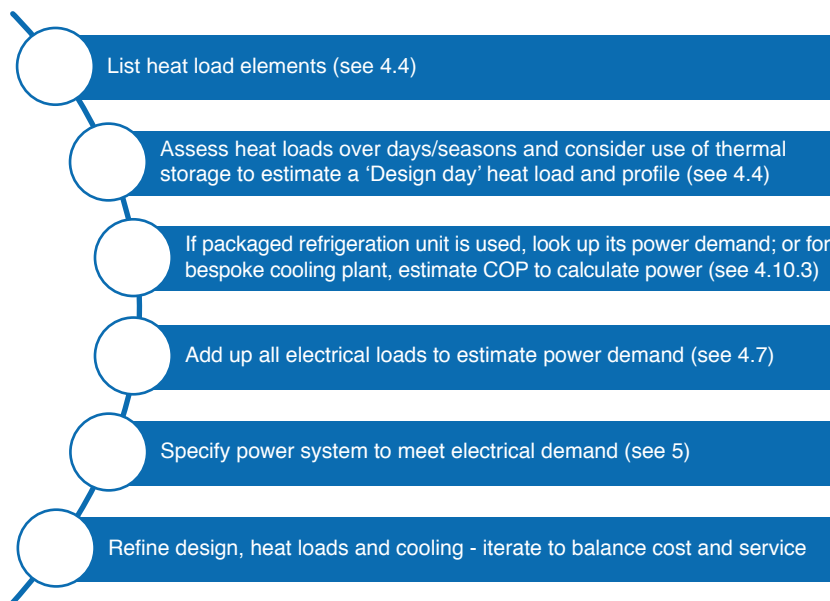 List heat load elements (see 4.4)
Assess heat loads over days/seasons and consider use of thermal
storage to estimate a ‘Design day’ heat load and profile (see 4.4)
If packaged refrigeration unit is used, look up its power demand; or for
bespoke cooling plant, estimate COP to calculate power (see 4.10.3)
Add up all electrical loads to estimate power demand (see 4.7)
Specify power system to meet electrical demand (see 5)
Refine design, heat loads and cooling - iterate to balance cost and service